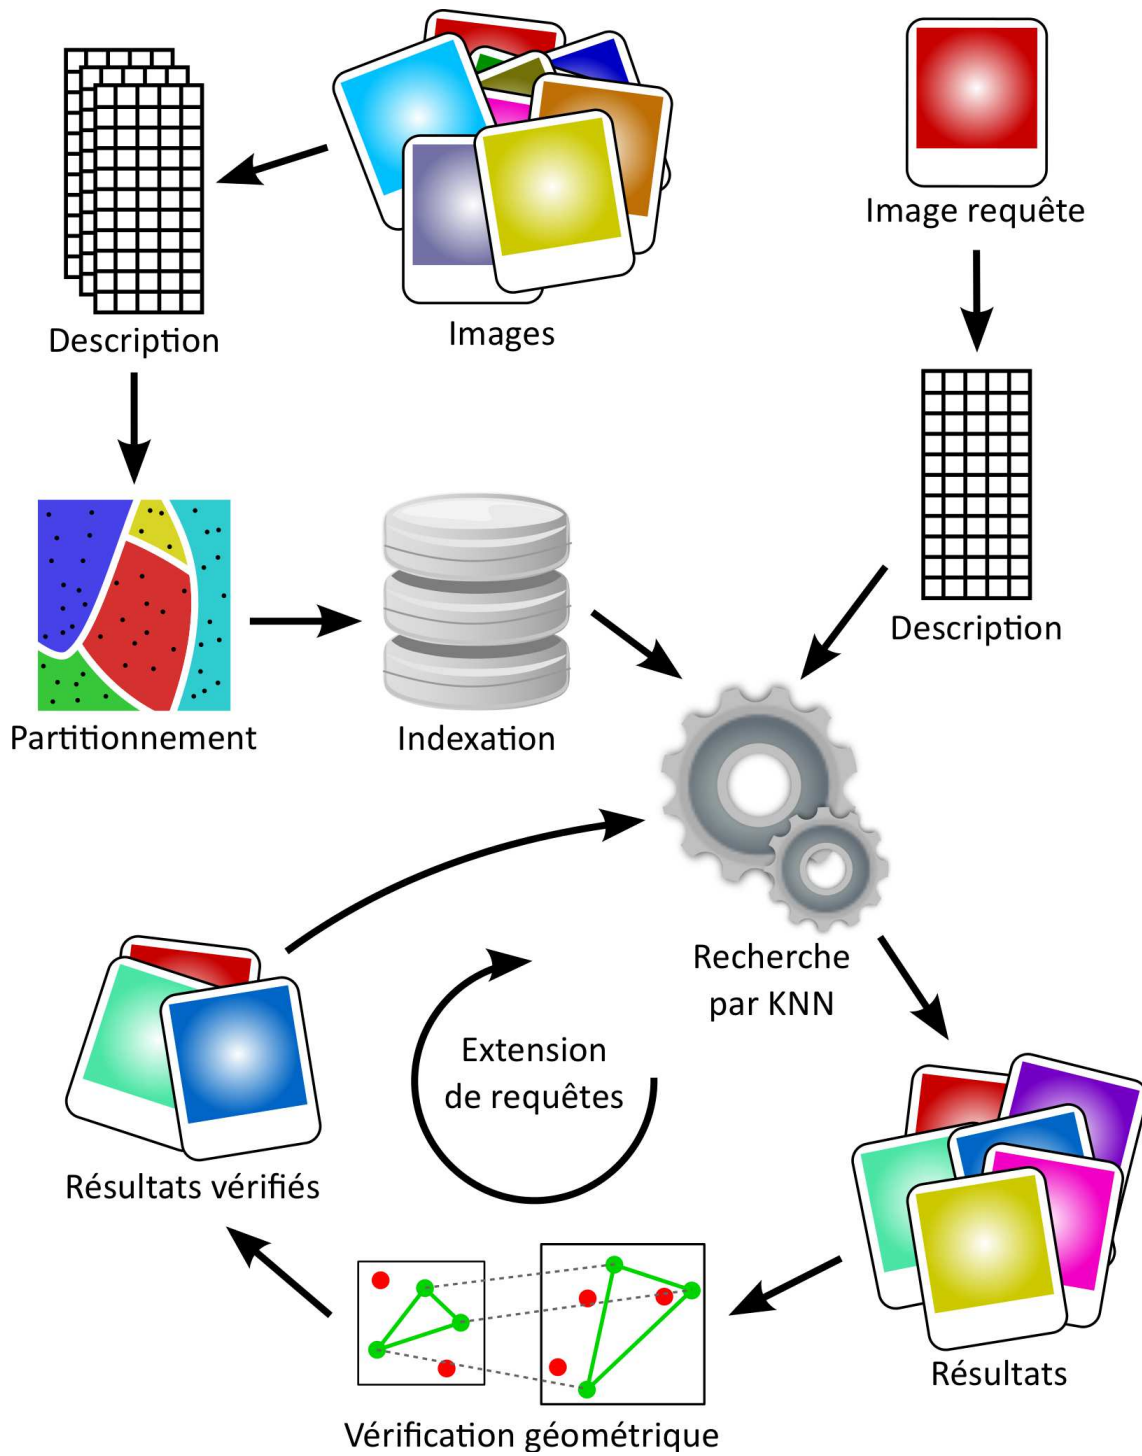 Image requête
Description
Images
Description
Partitionnement
Indexation
Recherche
par KNN
Extension
de requêtes
Résultats vérifiés
Résultats
Vérification géométrique